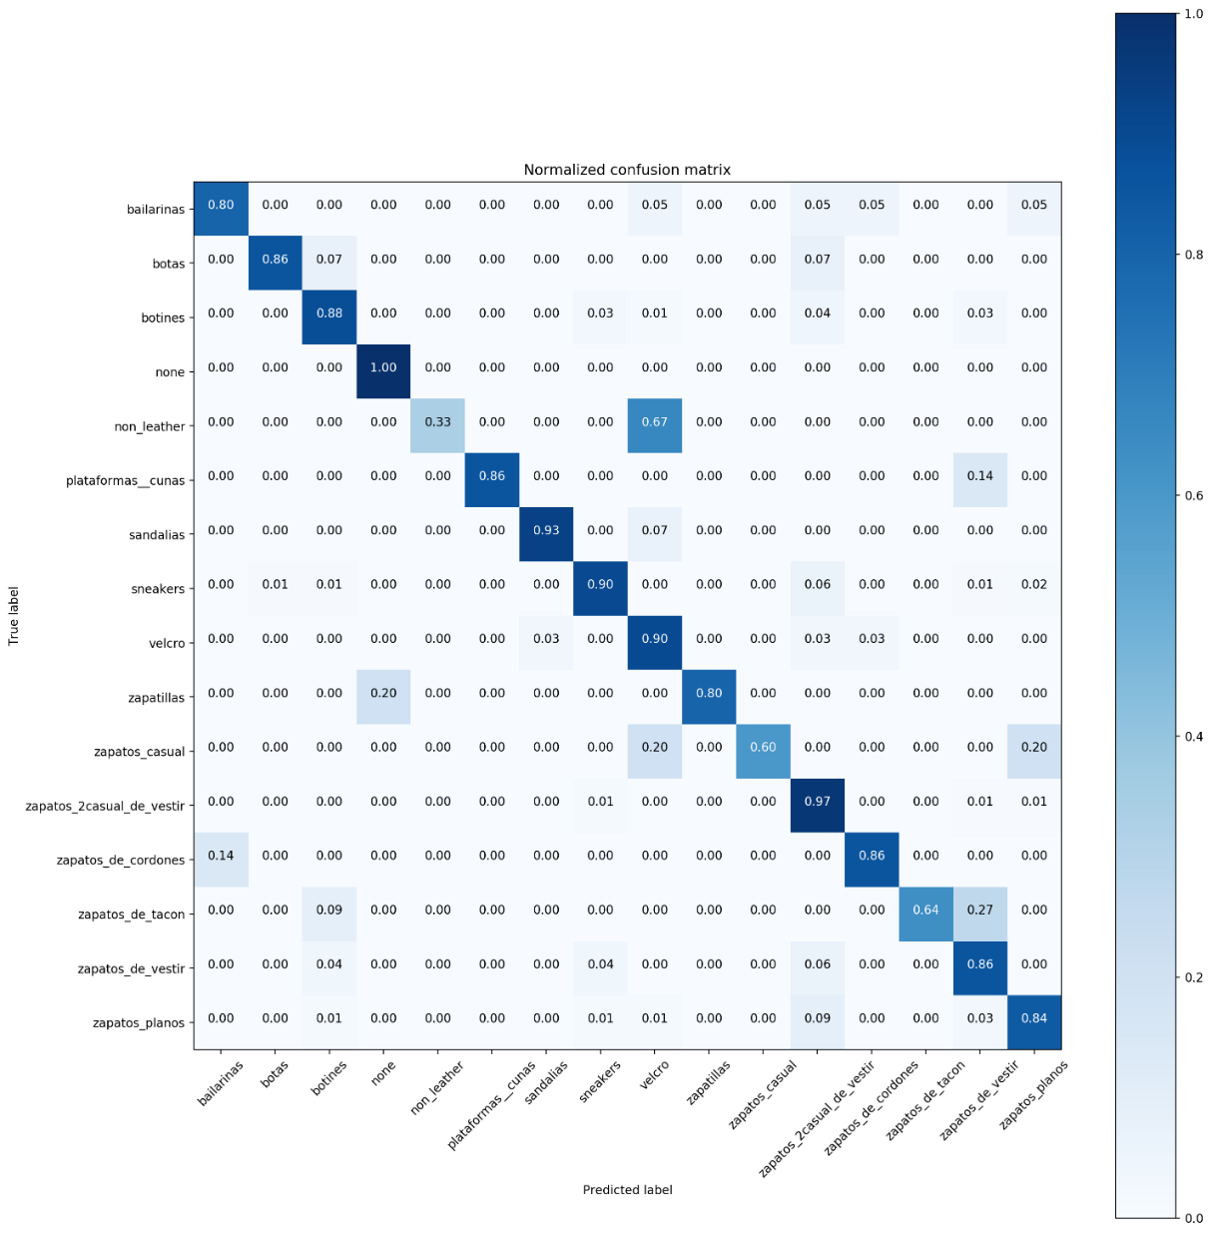 Normalized confusion matrix
1.0
0.8
0.6
0.4
0.2
0.0
True label
bailarinas 0.80 0.00 0.00 0.00 0.00 0.00 0.00 0.00 0.05 0.00 0.00 0.05 0.05 0.00 0.00 0.05
botas 0.00 0.86 0.07 0.00 0.00 0.00 0.00 0.00 0.00 0.00 0.00 0.07 0.00 0.00 0.00 0.00
botines 0.00 0.00 0.88 0.00 0.00 0.00 0.00 0.03 0.01 0.00 0.00 0.04 0.00 0.00 0.03 0.00
none 0.00 0.00 0.00 1.00 0.00 0.00 0.00 0.00 0.00 0.00 0.00 0.00 0.00 0.00 0.00 0.00
non_leather 0.00 0.00 0.00 0.00 0.33 0.00 0.00 0.00 0.67 0.00 0.00 0.00 0.00 0.00 0.00 0.00
plataformas__cunas 0.00 0.00 0.00 0.00 0.00 0.86 0.00 0.00 0.00 0.00 0.00 0.00 0.00 0.00 0.14 0.00
sandalias 0.00 0.00 0.00 0.00 0.00 0.00 0.93 0.00 0.07 0.00 0.00 0.00 0.00 0.00 0.00 0.00
sneakers 0.00 0.01 0.01 0.00 0.00 0.00 0.00 0.90 0.00 0.00 0.00 0.06 0.00 0.00 0.01 0.02
velcro 0.00 0.00 0.00 0.00 0.00 0.00 0.03 0.00 0.90 0.00 0.00 0.03 0.03 0.00 0.00 0.00
zapatillas 0.00 0.00 0.00 0.20 0.00 0.00 0.00 0.00 0.00 0.80 0.00 0.00 0.00 0.00 0.00 0.00
zapatos_casual 0.00 0.00 0.00 0.00 0.00 0.00 0.00 0.00 0.20 0.00 0.60 0.00 0.00 0.00 0.00 0.20
zapatos_2casual_de_vestir 0.00 0.00 0.00 0.00 0.00 0.00 0.00 0.01 0.00 0.00 0.00 0.97 0.00 0.00 0.01 0.01
zapatos_de_cordones 0.14 0.00 0.00 0.00 0.00 0.00 0.00 0.00 0.00 0.00 0.00 0.00 0.86 0.00 0.00 0.00
zapatos_de_tacon 0.00 0.00 0.09 0.00 0.00 0.00 0.00 0.00 0.00 0.00 0.00 0.00 0.00 0.64 0.27 0.00
zapatos_de_vestir 0.00 0.00 0.04 0.00 0.00 0.00 0.00 0.04 0.00 0.00 0.00 0.06 0.00 0.00 0.86 0.00
zapatos_planos 0.00 0.00 0.01 0.00 0.00 0.00 0.00 0.01 0.01 0.00 0.00 0.09 0.00 0.00 0.03 0.84
bailarinas
botas
botines
none
non_leather
plataformas__cunas
sandalias
sneakers
velcro
zapatillas
zapatos_casual
zapatos_2casual_de_vestir
zapatos_de_cordones
zapatos_de_tacon
zapatos_de_vestir
zapatos_planos
Predicted label